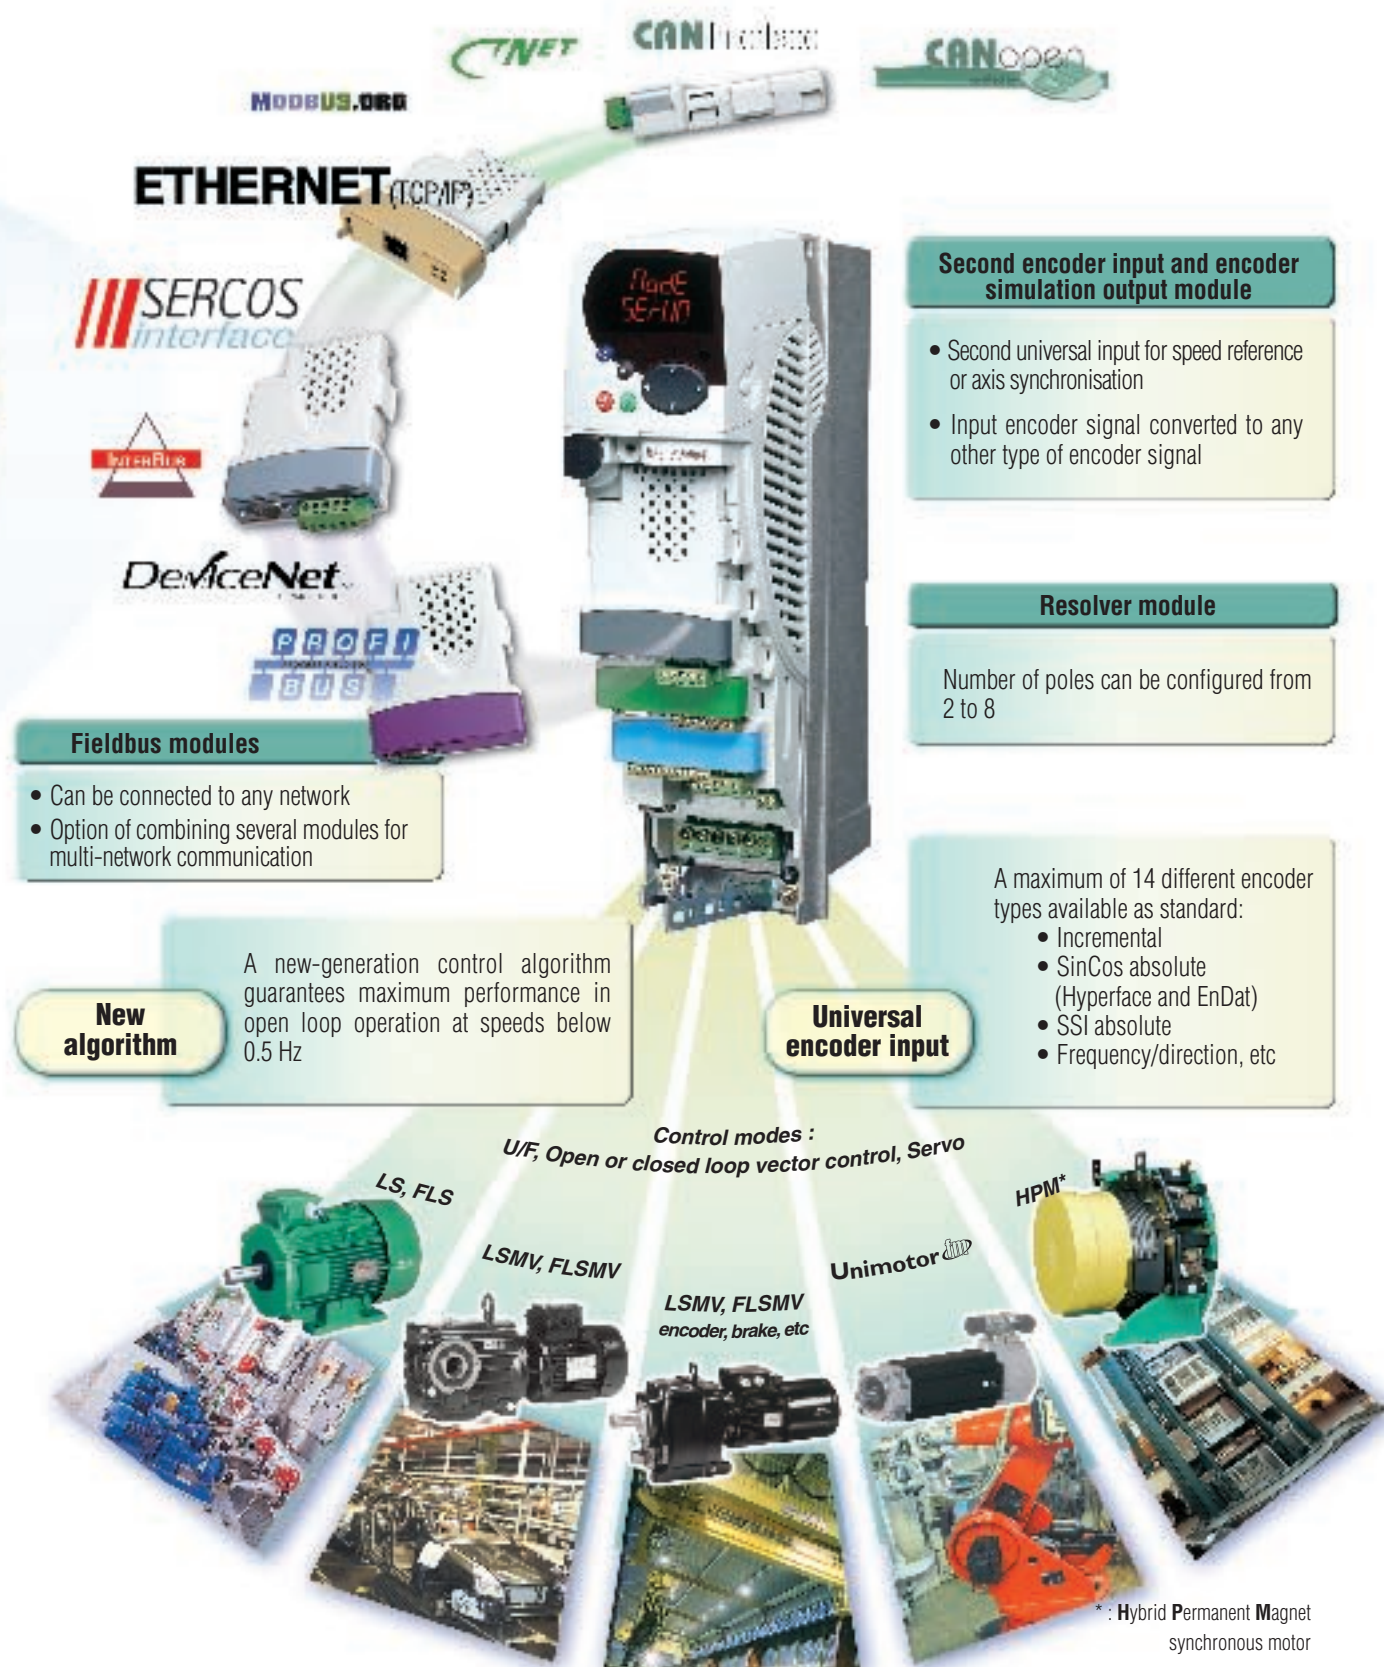 CTNET
CAN
CANopen
MODBUS.ORG
ETHERNET (TCP/IP)
SERCOS
interface
INTERBUS
DeviceNet
PROFI
BUS
Second encoder input and encoder
simulation output module
• Second universal input for speed reference
or axis synchronisation
• Input encoder signal converted to any
other type of encoder signal
Resolver module
Number of poles can be configured from
2 to 8
Fieldbus modules
• Can be connected to any network
• Option of combining several modules for
multi-network communication
New
algorithm
A new-generation control algorithm
guarantees maximum performance in
open loop operation at speeds below
0.5 Hz
Universal
encoder input
A maximum of 14 different encoder
types available as standard:
• Incremental
• SinCos absolute
(Hyperface and EnDat)
• SSI absolute
• Frequency/direction, etc
Control modes :
U/F, Open or closed loop vector control, Servo
LS, FLS
LSMV, FLSMV
LSMV, FLSMV
encoder, brake, etc
Unimotor fm
HPM*
* : Hybrid Permanent Magnet
synchronous motor